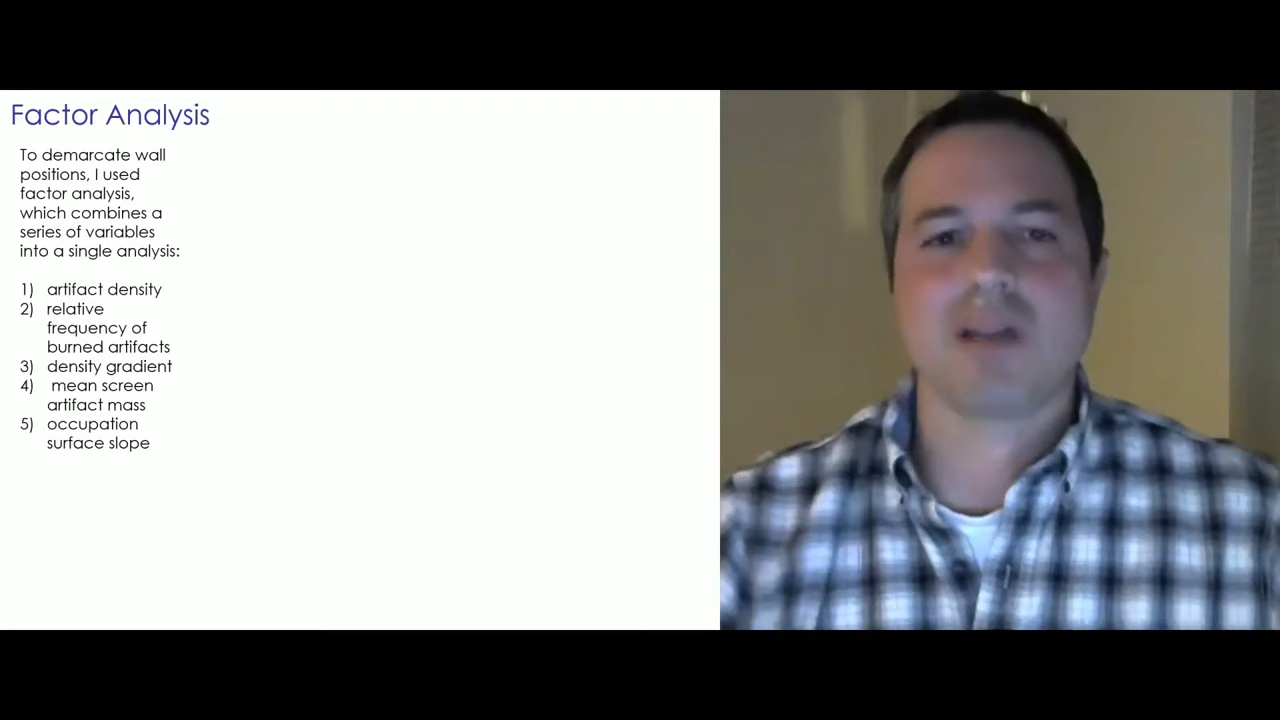 Factor Analysis
To demarcate wall
positions, I used
factor analysis,
which combines a
series of variables
into a single analysis:
1) artifact density
2) relative
frequency of
burned artifacts
3) density gradient
4) mean screen
artifact mass
5) occupation
surface slope